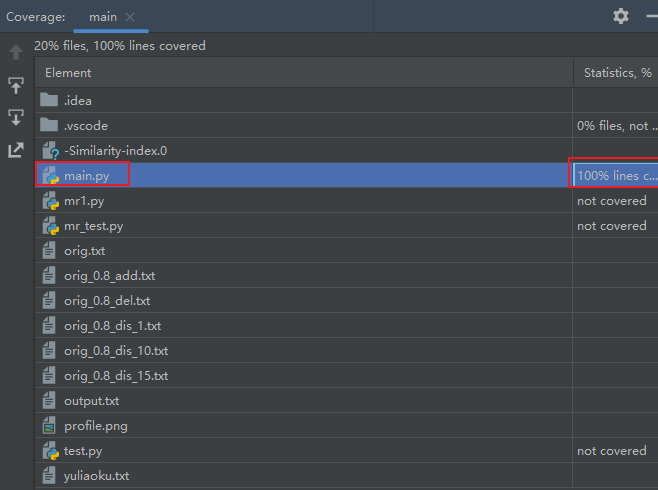 Coverage: main
20% files, 100% lines covered
Element Statistics, %
.idea
.vscode 0% files, not ...
-Similarity-index.0
main.py 100% lines c...
mr1.py not covered
mr_test.py not covered
orig.txt
orig_0.8_add.txt
orig_0.8_del.txt
orig_0.8_dis_1.txt
orig_0.8_dis_10.txt
orig_0.8_dis_15.txt
output.txt
profile.png
test.py not covered
yuliaoku.txt